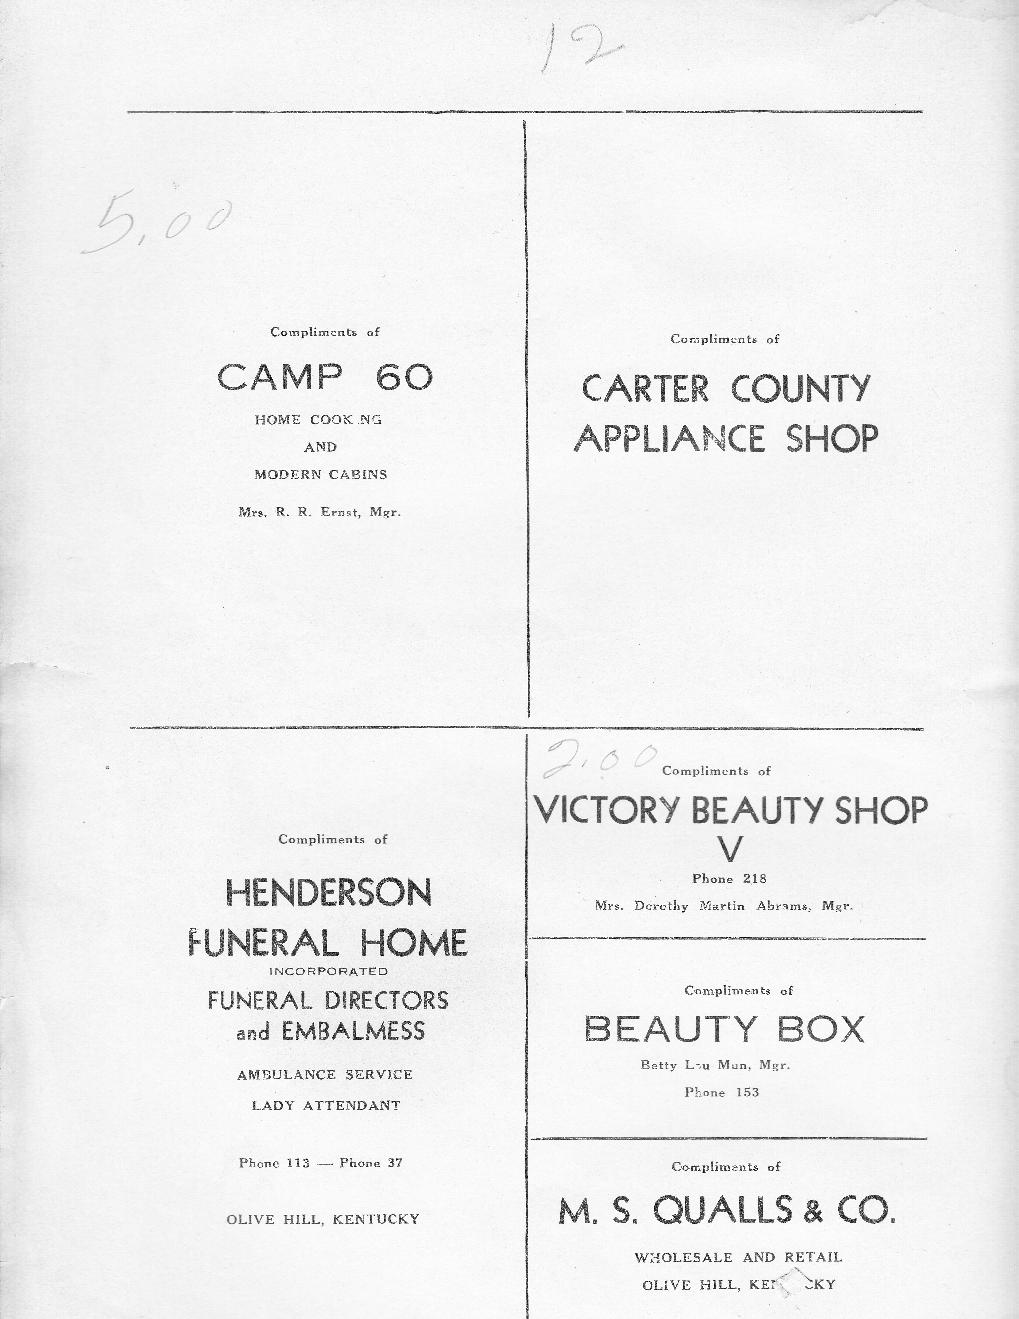 12
5.00
Compliments of
CAMP 60
HOME COOKING
AND
MODERN CABINS
Mrs. R. R. Ernst, Mgr.
Compliments of
CARTER COUNTY
APPLIANCE SHOP
Compliments of
HENDERSON
FUNERAL HOME
INCORPORATED
FUNERAL DIRECTORS
and EMBALMESS
AMBULANCE SERVICE
LADY ATTENDANT
Phone 113 — Phone 37
OLIVE HILL, KENTUCKY
2.00
Compliments of
VICTORY BEAUTY SHOP
V
Phone 218
Mrs. Dorothy Martin Abrams, Mgr.
Compliments of
BEAUTY BOX
Betty Lou Mun, Mgr.
Phone 153
Compliments of
M. S. QUALLS & CO.
WHOLESALE AND RETAIL
OLIVE HILL, KEN CKY